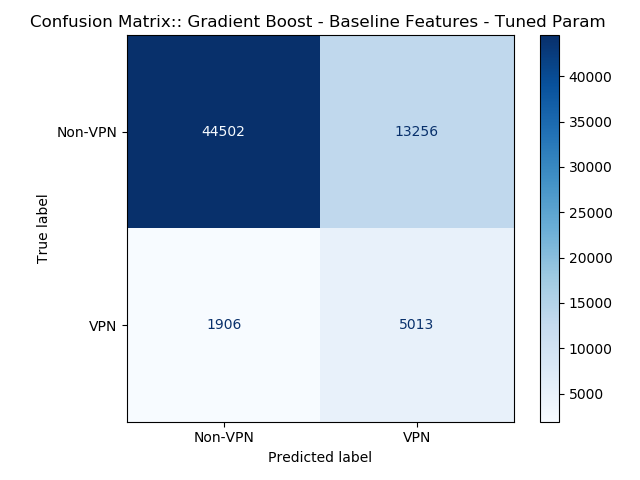 Confusion Matrix:: Gradient Boost - Baseline Features - Tuned Param
True label
Non-VPN
VPN
44502
13256
1906
5013
Non-VPN
VPN
Predicted label
40000
35000
30000
25000
20000
15000
10000
5000